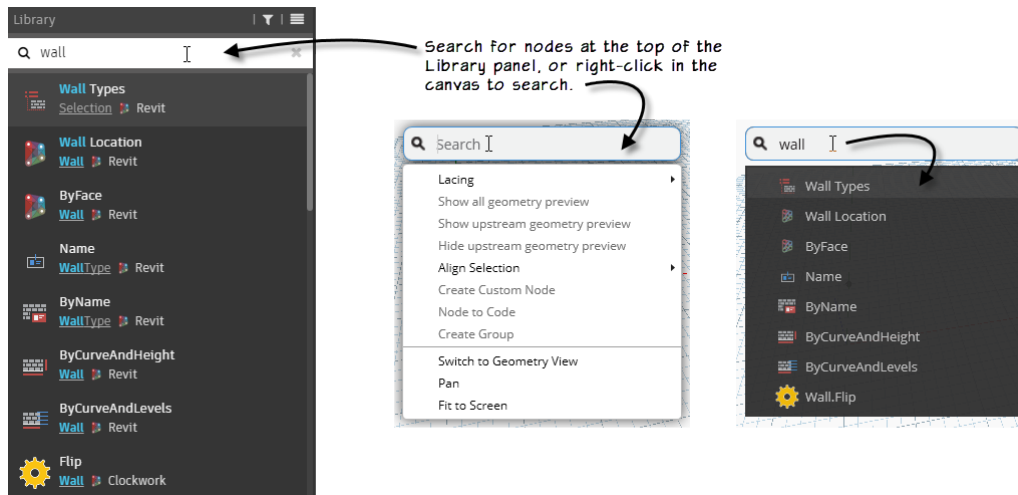 Library
wall
Wall Types
Selection Revit
Wall Location
Wall Revit
ByFace
Wall Revit
Name
WallType Revit
ByName
WallType Revit
ByCurveAndHeight
Wall Revit
ByCurveAndLevels
Wall Revit
Flip
Wall Clockwork
Search for nodes at the top of the
Library panel, or right-click in the
canvas to search.
Search
Lacing
Show all geometry preview
Show upstream geometry preview
Hide upstream geometry preview
Align Selection
Create Custom Node
Node to Code
Create Group
Switch to Geometry View
Pan
Fit to Screen
wall
Wall Types
Wall Location
ByFace
Name
ByName
ByCurveAndHeight
ByCurveAndLevels
Wall.Flip